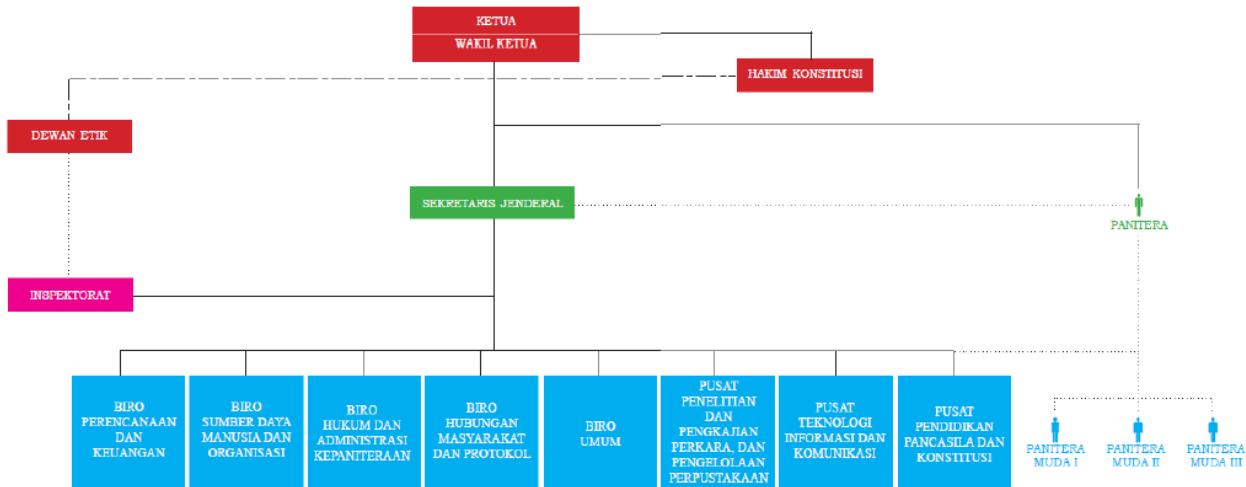 KETUA
WAKIL KETUA
HAKIM KONSTITUSI
DEWAN ETIK
SEKRETARIS JENDERAL
PANITERA
INSPEKTORAT
BIRO
PERENCANAAN
DAN
KEUANGAN
BIRO
SUMBER DAYA
MANUSIA DAN
ORGANISASI
BIRO
HUKUM DAN
ADMINISTRASI
KEPANITERAAN
BIRO
HUBUNGAN
MASYARAKAT
DAN PROTOKOL
BIRO
UMUM
PUSAT
PENELITIAN
DAN
PENGKAJIAN
PERKARA, DAN
PENGELOLAAN
PERPUSTAKAAN
PUSAT
TEKNOLOGI
INFORMASI DAN
KOMUNIKASI
PUSAT
PENDIDIKAN
PANCASILA DAN
KONSTITUSI
PANITERA
MUDA I
PANITERA
MUDA II
PANITERA
MUDA III